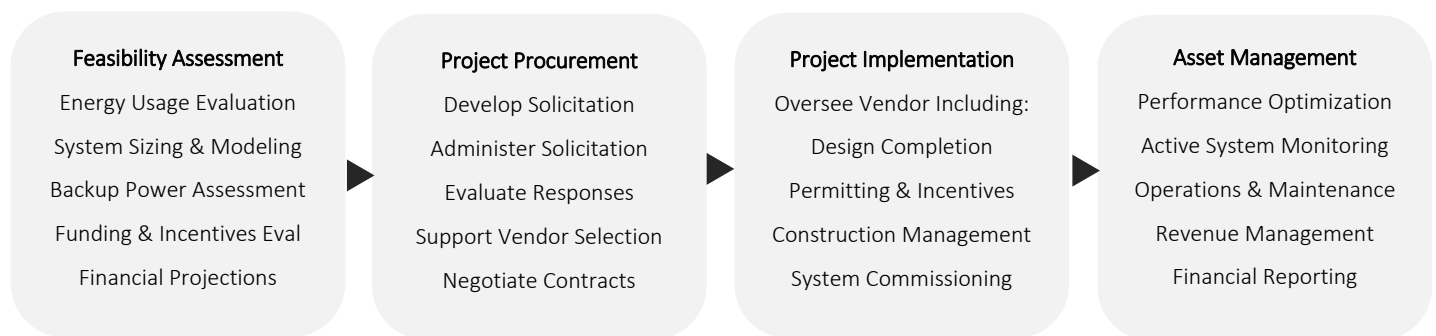 Feasibility Assessment
Energy Usage Evaluation
System Sizing & Modeling
Backup Power Assessment
Funding & Incentives Eval
Financial Projections
Project Procurement
Develop Solicitation
Administer Solicitation
Evaluate Responses
Support Vendor Selection
Negotiate Contracts
Project Implementation
Oversee Vendor Including:
Design Completion
Permitting & Incentives
Construction Management
System Commissioning
Asset Management
Performance Optimization
Active System Monitoring
Operations & Maintenance
Revenue Management
Financial Reporting